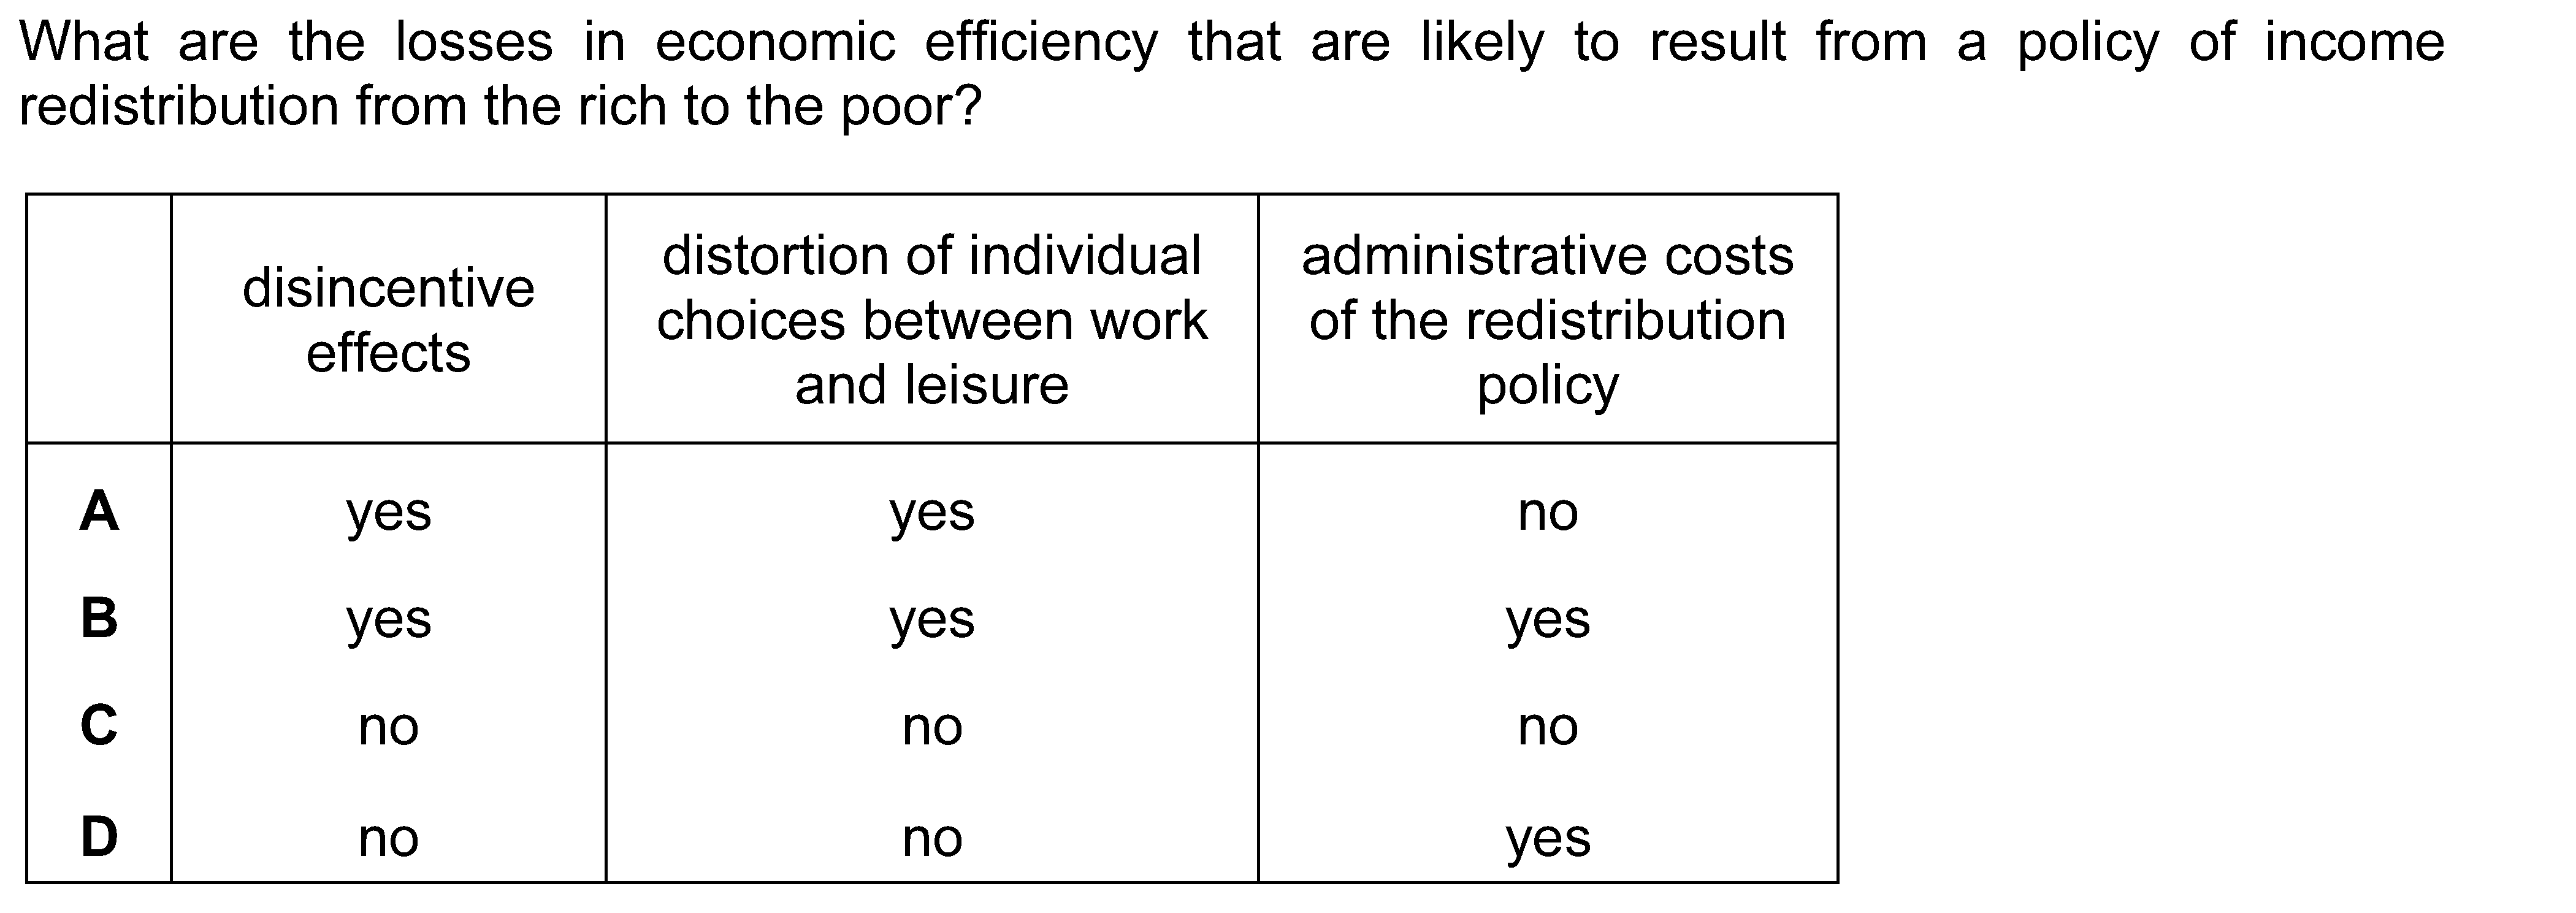 What are the losses in economic efficiency that are likely to result from a policy of income
redistribution from the rich to the poor?
disincentive
effects
distortion of individual
choices between work
and leisure
administrative costs
of the redistribution
policy
A yes yes no
B yes yes yes
C no no no
D no no yes